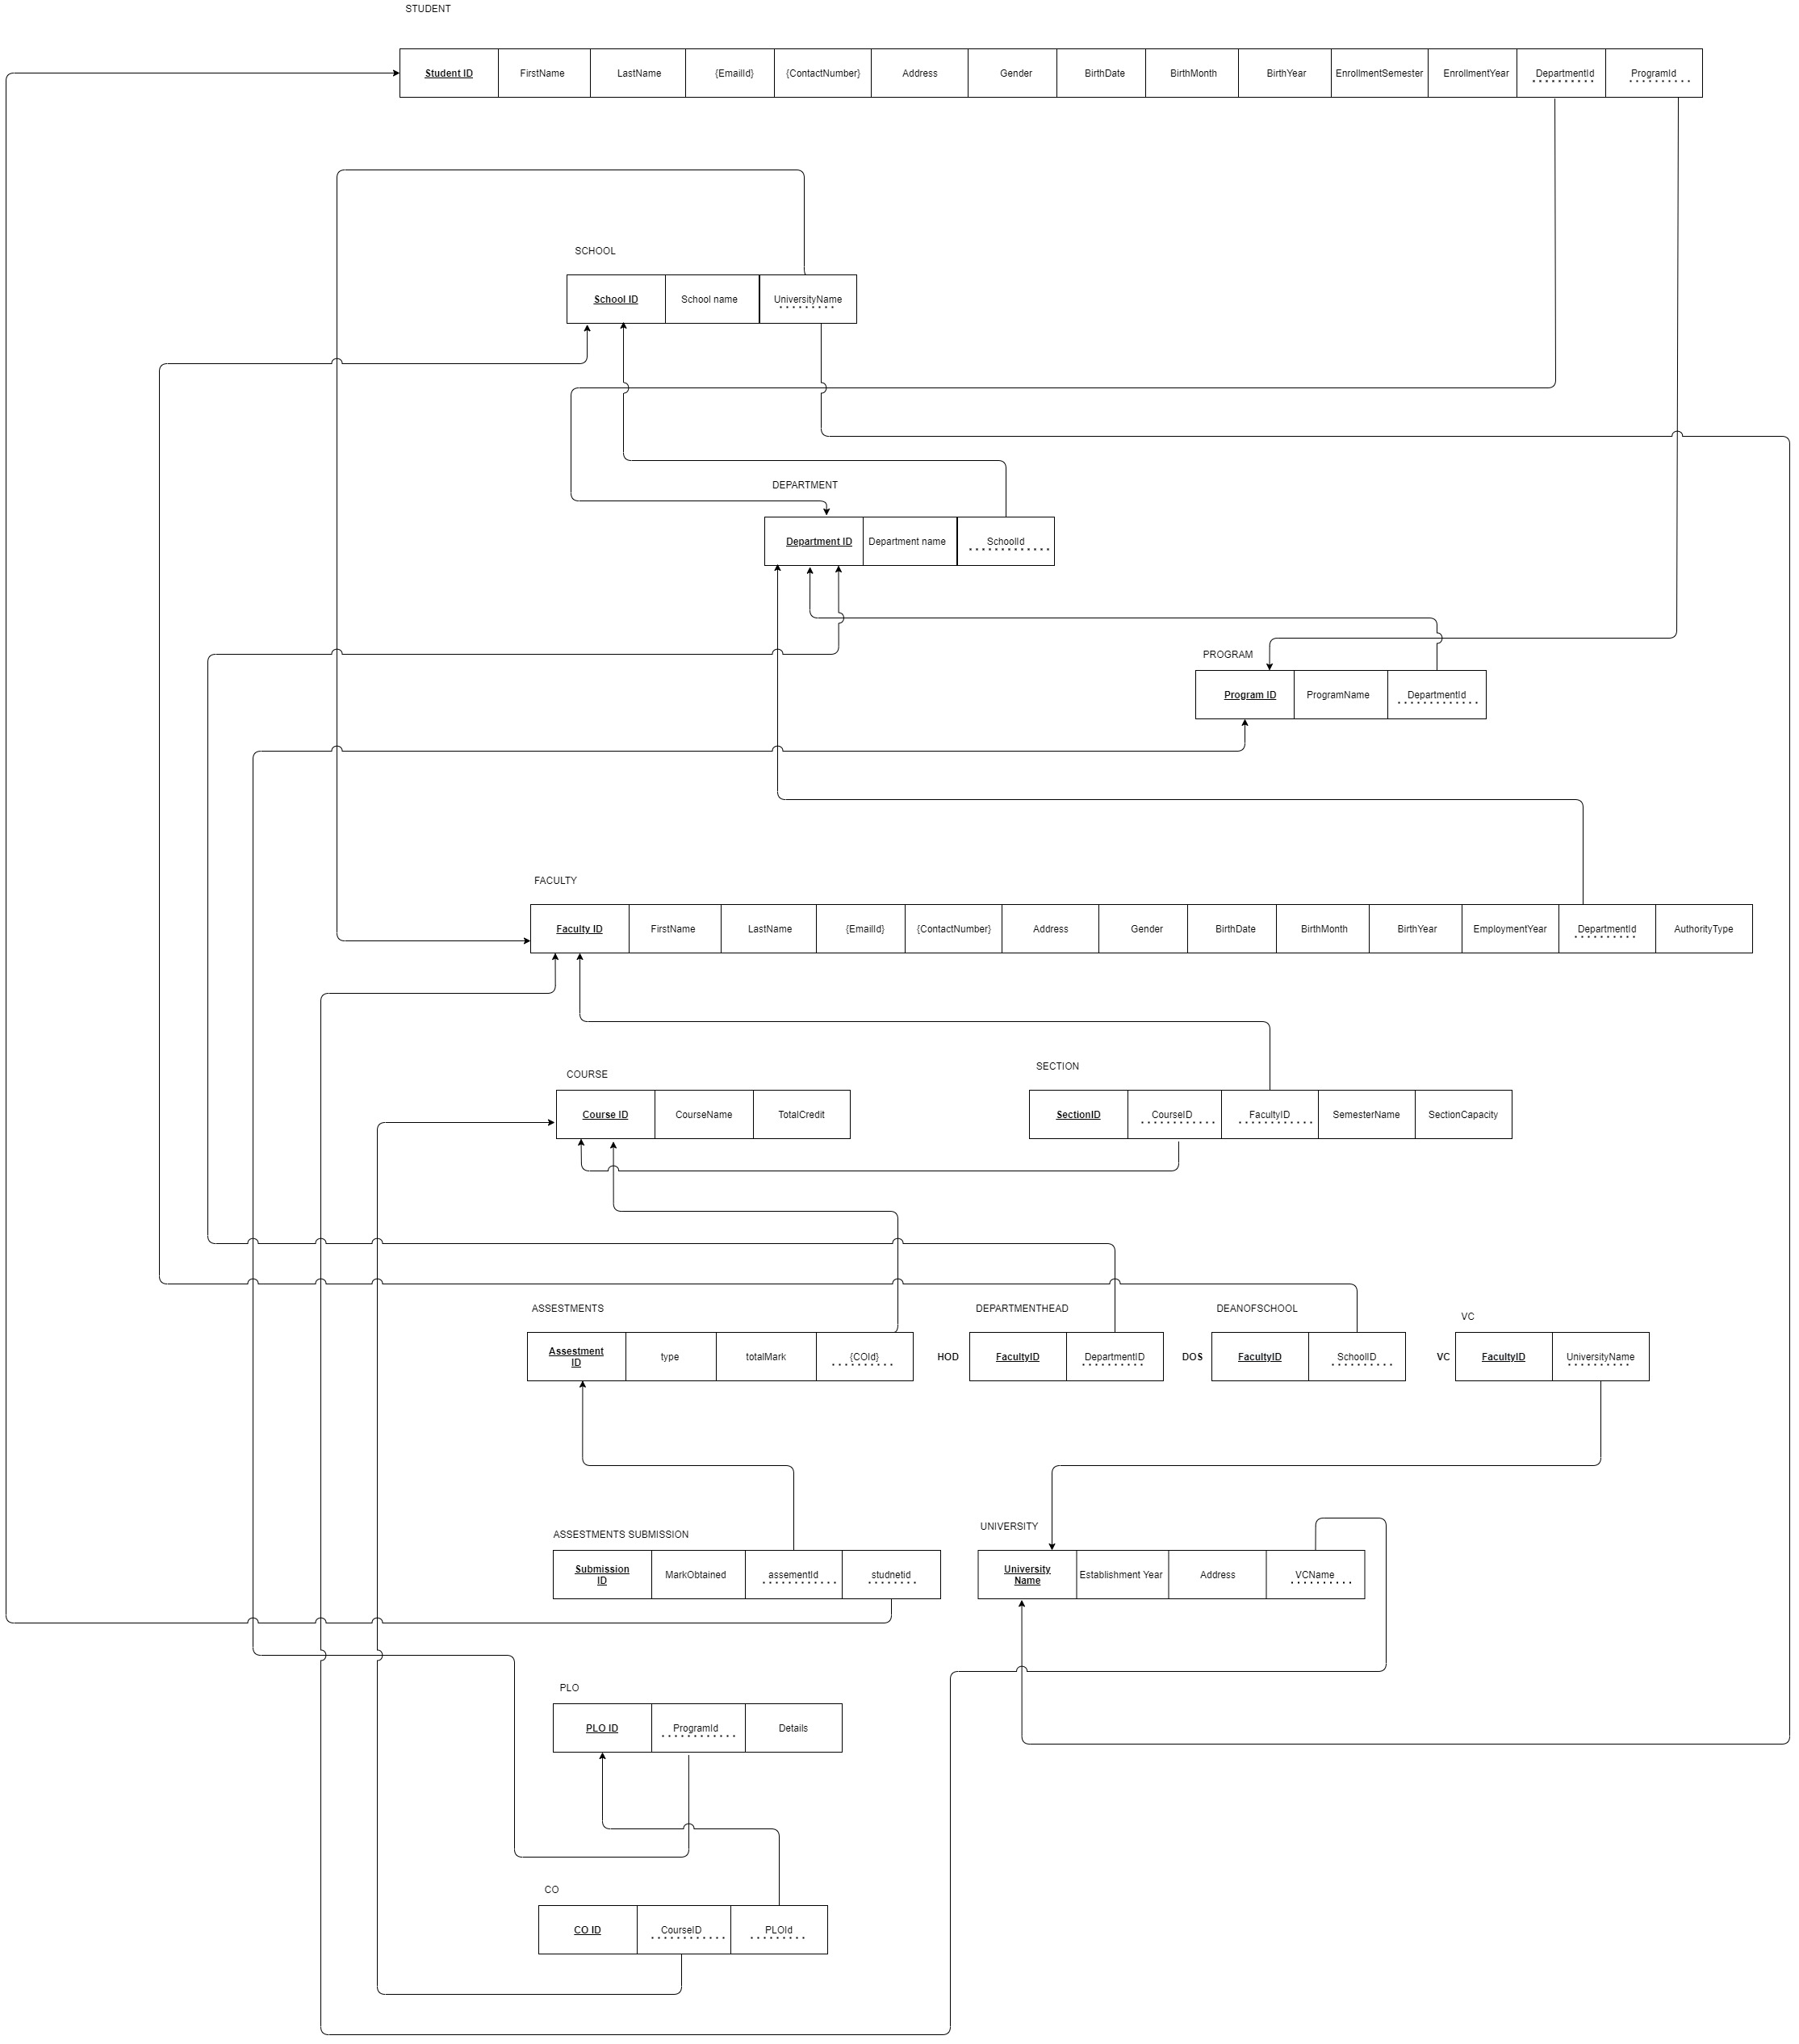 STUDENT
Student ID FirstName LastName {EmailId} {ContactNumber} Address Gender BirthDate BirthMonth BirthYear EnrollmentSemester EnrollmentYear DepartmentId ProgramId
SCHOOL
School ID School name UniversityName
DEPARTMENT
Department ID Department name SchoolId
PROGRAM
Program ID ProgramName DepartmentId
FACULTY
Faculty ID FirstName LastName {EmailId} {ContactNumber} Address Gender BirthDate BirthMonth BirthYear EmploymentYear DepartmentId AuthorityType
SECTION
COURSE
Course ID CourseName TotalCredit
SectionID CourseID FacultyID SemesterName SectionCapacity
ASSESTMENTS
DEPARTMENTHEAD
DEANOFSCHOOL
VC
Assestment
ID
type totalMark {COId}
HOD FacultyID DepartmentID
DOS FacultyID SchoolID
VC FacultyID UniversityName
ASSESTMENTS SUBMISSION
UNIVERSITY
Submission
ID
MarkObtained assementId studnetid
University
Name
Establishment Year Address VCName
PLO
PLO ID ProgramId Details
CO
CO ID CourseID PLOId